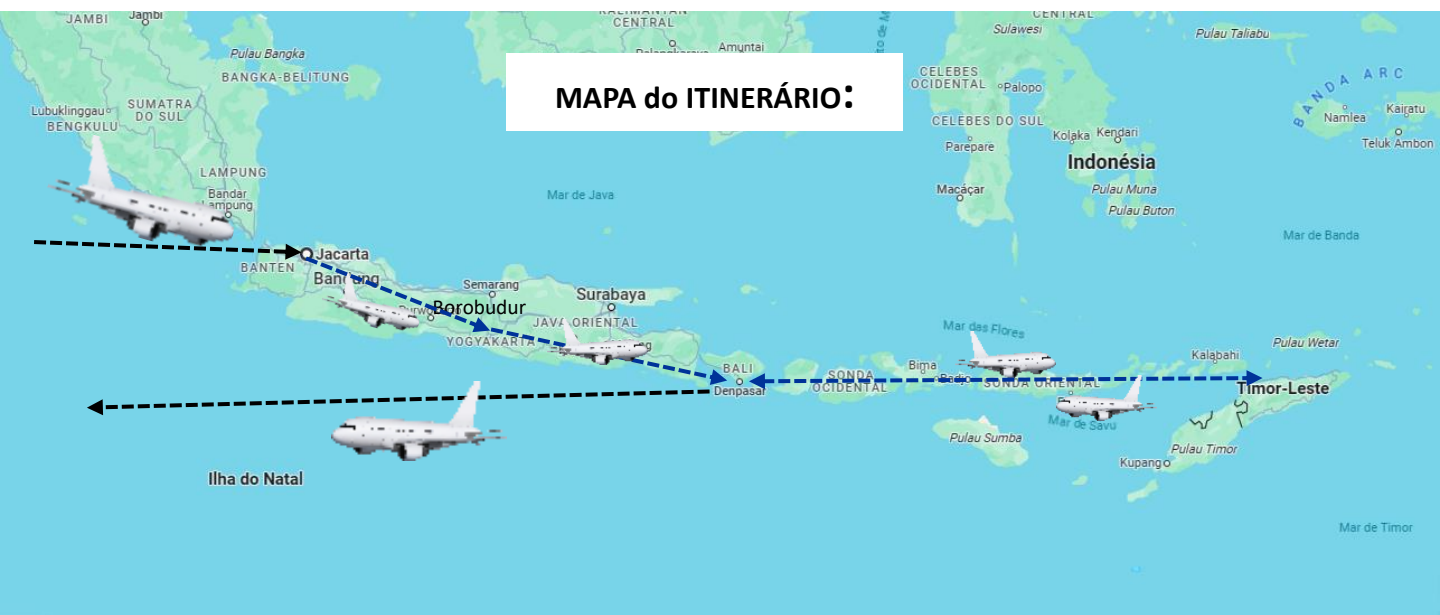 JAMBI
Jambi
CENTRAL
CENTRAL
Sulawesi
Pulau Taliabu
Amuntai
Pulau Bangka
BANGKA-BELITUNG
MAPA do ITINERÁRIO:
CELEBES
OCIDENTAL
Palopo
BANDA ARC
Lubuklinggau
BENGKULU
SUMATRA
DO SUL
CELEBES DO SUL
Parepare
Kolaka
Kendari
Namlea
Kairatu
Teluk Ambon
Indonésia
LAMPUNG
Bandar
Lampung
Mar de Java
Macáçar
Pulau Muna
Pulau Buton
Mar de Banda
Jacarta
BANTEN
Bandung
Semarang
Surabaya
Borobudur
JAVA ORIENTAL
YOGYAKARTA
Mar das Flores
Kalabahi
Pulau Wetar
BALI
Denpasar
SONDA
OCIDENTAL
Bima
SONDA ORIENTAL
Timor-Leste
Mar de Savu
Pulau Sumba
Pulau Timor
Kupang
Ilha do Natal
Mar de Timor